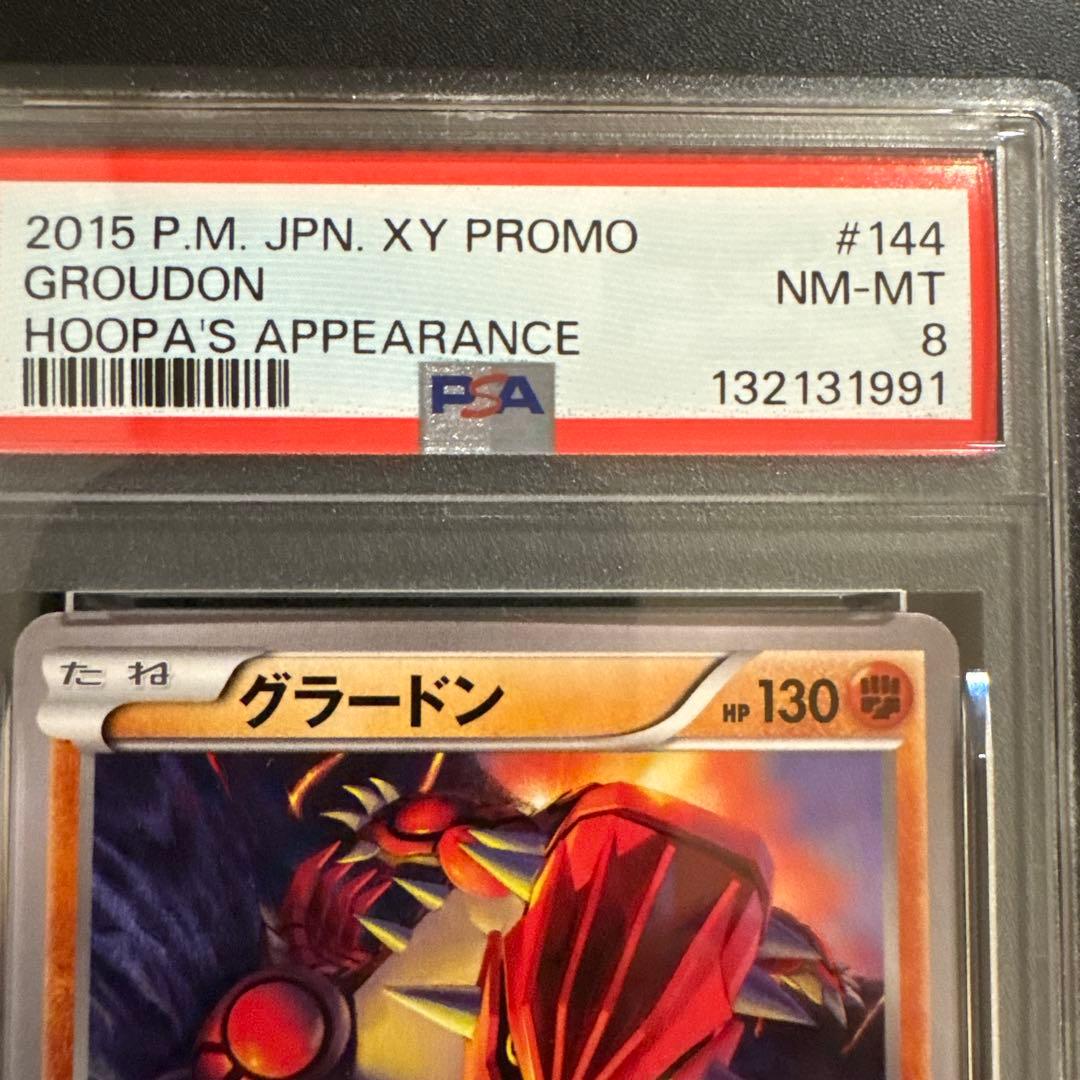 2015 P.M. JPN. XY PROMO #144
GROUDON NM-MT
HOOPA'S APPEARANCE 8
PSA 132131991
たね グラードン HP 130